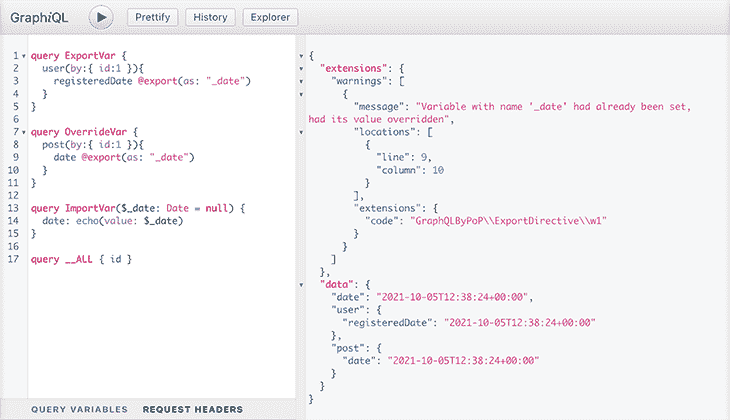 GraphiQL Prettify History Explorer
1 query ExportVar {
2 user(by:{ id:1 }){
3 registeredDate @export(as: "_date")
4 }
5 }
6
7 query OverrideVar {
8 post(by:{ id:1 }){
9 date @export(as: "_date")
10 }
11 }
12
13 query ImportVar($_date: Date = null) {
14 date: echo(value: $_date)
15 }
16
17 query __ALL { id }
QUERY VARIABLES REQUEST HEADERS
{
"extensions": {
"warnings": [
{
"message": "Variable with name '_date' had already been set,
had its value overridden",
"locations": [
{
"line": 9,
"column": 10
}
],
"extensions": {
"code": "GraphQLByPoP\\ExportDirective\\w1"
}
}
]
},
"data": {
"date": "2021-10-05T12:38:24+00:00",
"user": {
"registeredDate": "2021-10-05T12:38:24+00:00"
},
"post": {
"date": "2021-10-05T12:38:24+00:00"
}
}
}